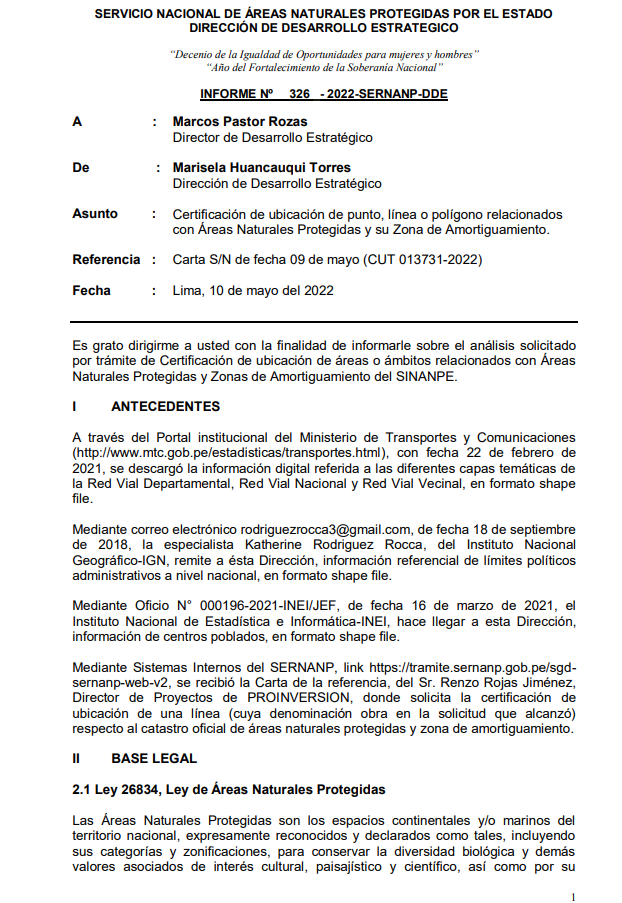 SERVICIO NACIONAL DE ÁREAS NATURALES PROTEGIDAS POR EL ESTADO
DIRECCIÓN DE DESARROLLO ESTRATEGICO
“Decenio de la Igualdad de Oportunidades para mujeres y hombres”
“Año del Fortalecimiento de la Soberanía Nacional”
INFORME Nº 326 - 2022-SERNANP-DDE
A : Marcos Pastor Rozas
Director de Desarrollo Estratégico
De : Marisela Huancauqui Torres
Dirección de Desarrollo Estratégico
Asunto : Certificación de ubicación de punto, línea o polígono relacionados
con Áreas Naturales Protegidas y su Zona de Amortiguamiento.
Referencia : Carta S/N de fecha 09 de mayo (CUT 013731-2022)
Fecha : Lima, 10 de mayo del 2022
Es grato dirigirme a usted con la finalidad de informarle sobre el análisis solicitado
por trámite de Certificación de ubicación de áreas o ámbitos relacionados con Áreas
Naturales Protegidas y Zonas de Amortiguamiento del SINANPE.
I ANTECEDENTES
A través del Portal institucional del Ministerio de Transportes y Comunicaciones
(http://www.mtc.gob.pe/estadisticas/transportes.html), con fecha 22 de febrero de
2021, se descargó la información digital referida a las diferentes capas temáticas de
la Red Vial Departamental, Red Vial Nacional y Red Vial Vecinal, en formato shape
file.
Mediante correo electrónico rodriguezrocca3@gmail.com, de fecha 18 de septiembre
de 2018, la especialista Katherine Rodriguez Rocca, del Instituto Nacional
Geográfico-IGN, remite a ésta Dirección, información referencial de límites políticos
administrativos a nivel nacional, en formato shape file.
Mediante Oficio N° 000196-2021-INEI/JEF, de fecha 16 de marzo de 2021, el
Instituto Nacional de Estadística e Informática-INEI, hace llegar a esta Dirección,
información de centros poblados, en formato shape file.
Mediante Sistemas Internos del SERNANP, link https://tramite.sernanp.gob.pe/sgd-
sernanp-web-v2, se recibió la Carta de la referencia, del Sr. Renzo Rojas Jiménez,
Director de Proyectos de PROINVERSION, donde solicita la certificación de
ubicación de una línea (cuya denominación obra en la solicitud que alcanzó)
respecto al catastro oficial de áreas naturales protegidas y zona de amortiguamiento.
II BASE LEGAL
2.1 Ley 26834, Ley de Áreas Naturales Protegidas
Las Áreas Naturales Protegidas son los espacios continentales y/o marinos del
territorio nacional, expresamente reconocidos y declarados como tales, incluyendo
sus categorías y zonificaciones, para conservar la diversidad biológica y demás
valores asociados de interés cultural, paisajístico y científico, así como por su
1